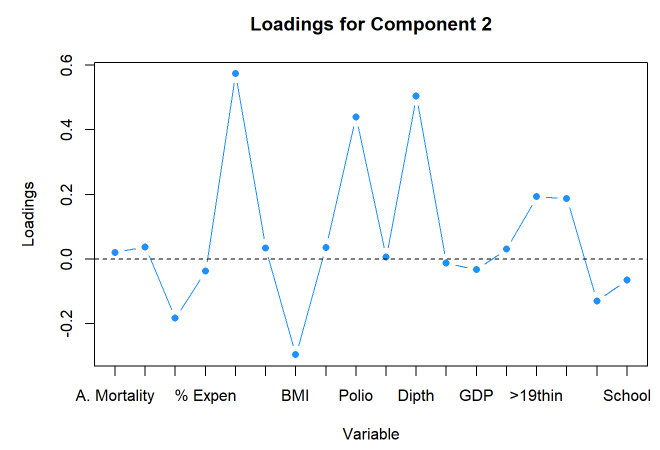 Loadings for Component 2
0.6
0.4
0.2
0.0
-0.2
Loadings
A. Mortality % Expen BMI Polio Dipth GDP >19thin School
Variable